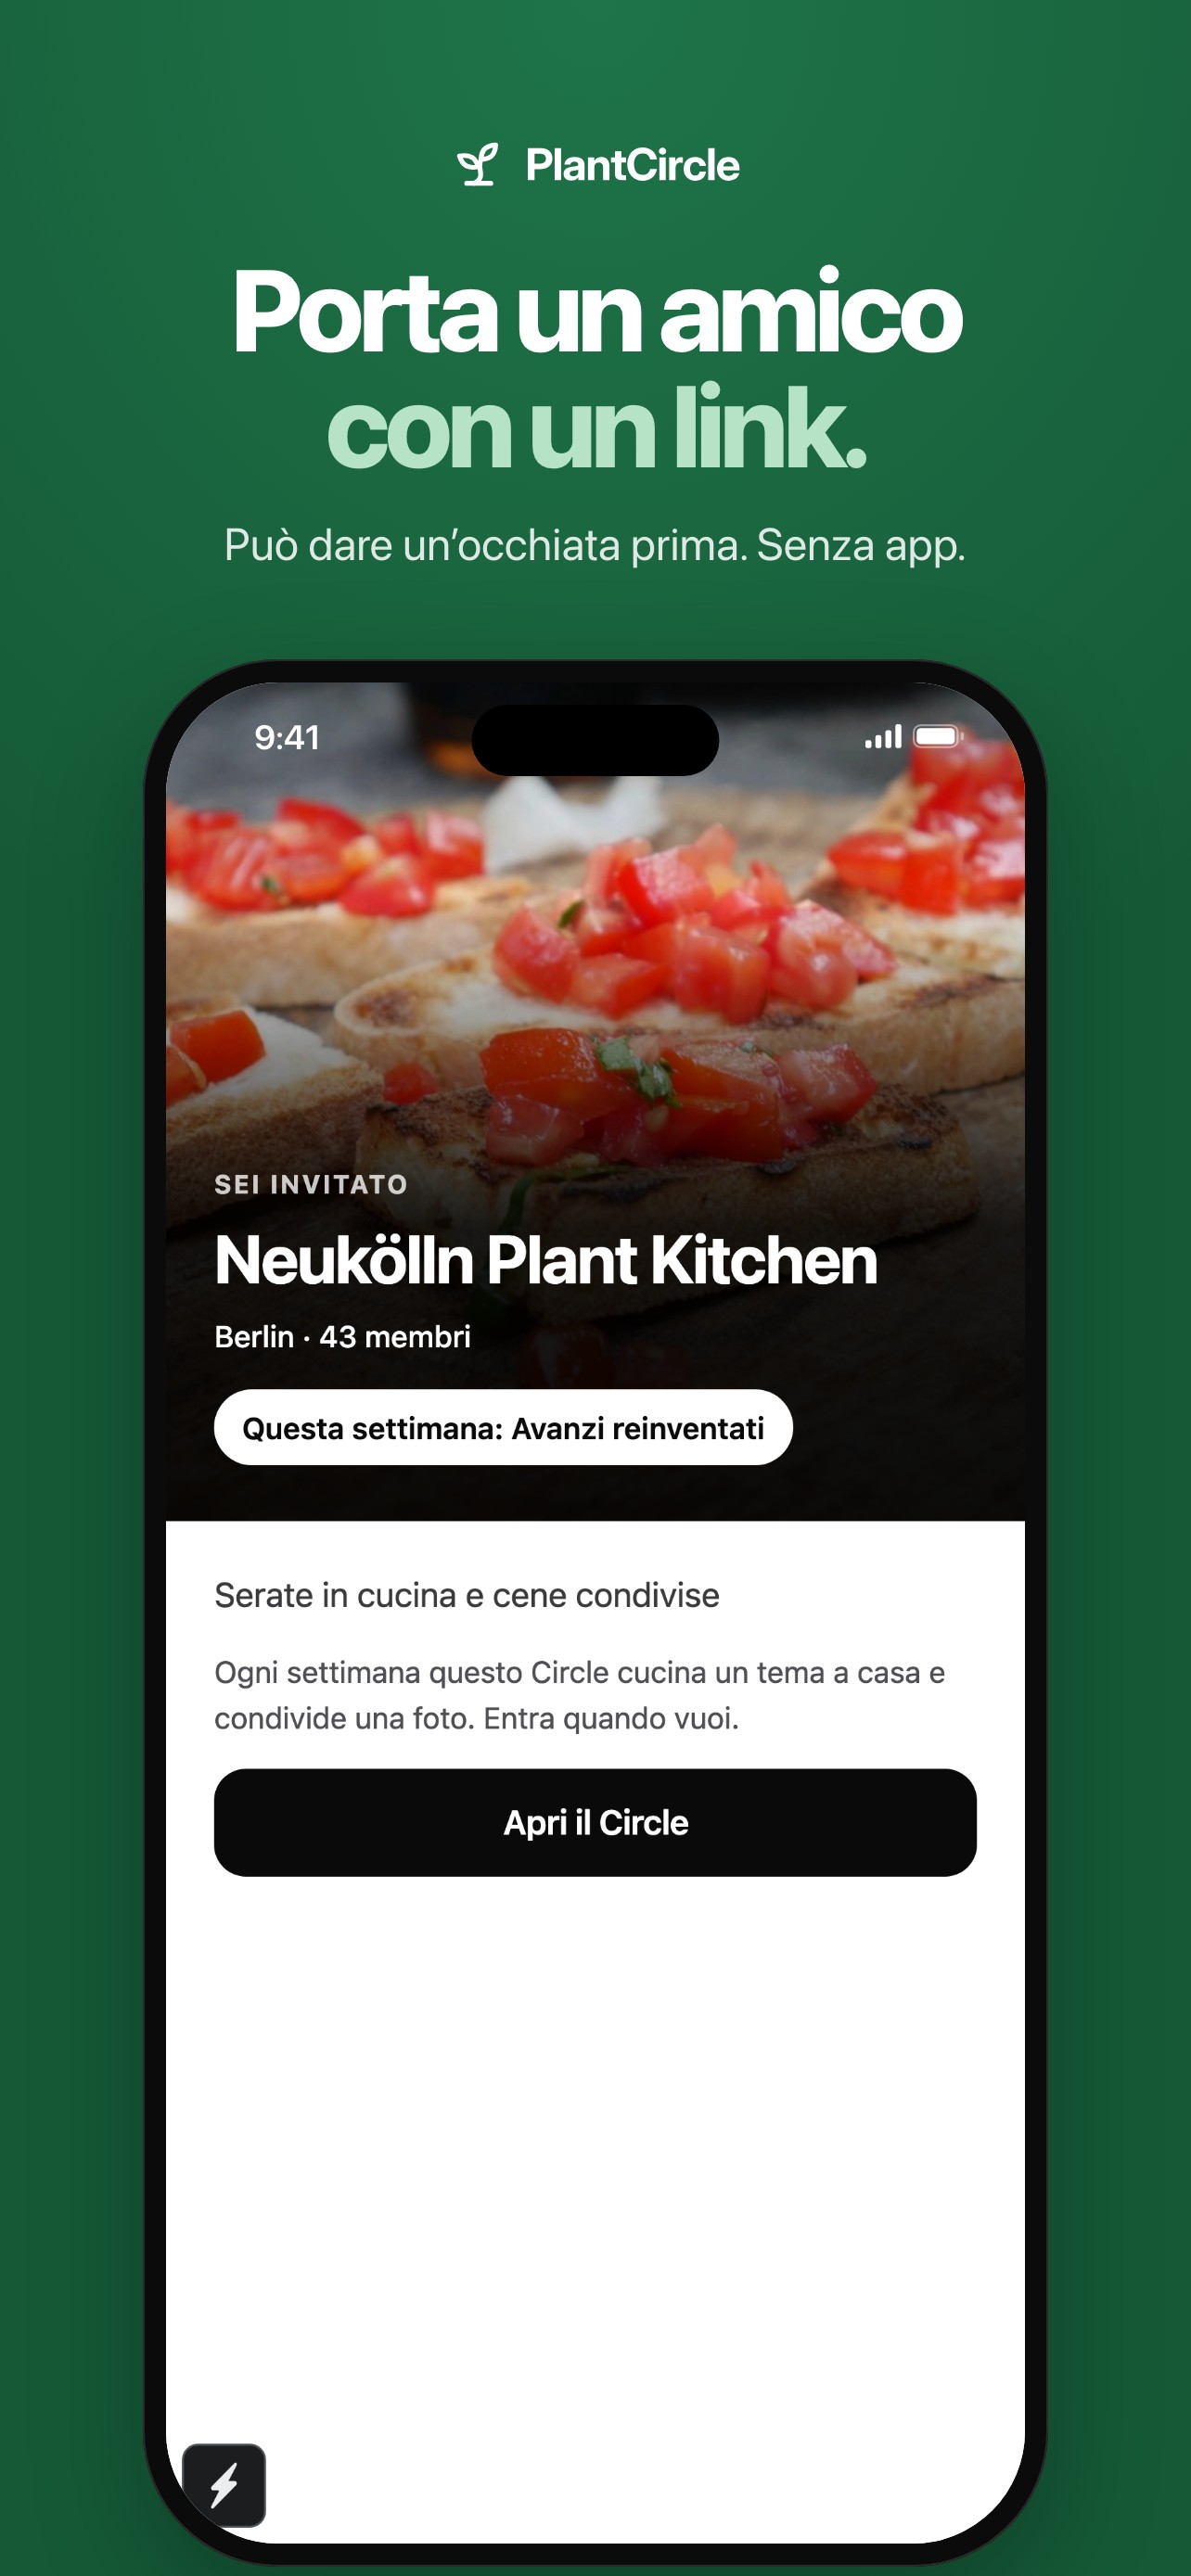 PlantCircle
Porta un amico
con un link.
Può dare un’occhiata prima. Senza app.
9:41
SEI INVITATO
Neukölln Plant Kitchen
Berlin · 43 membri
Questa settimana: Avanzi reinventati
Serate in cucina e cene condivise
Ogni settimana questo Circle cucina un tema a casa e
condivide una foto. Entra quando vuoi.
Apri il Circle